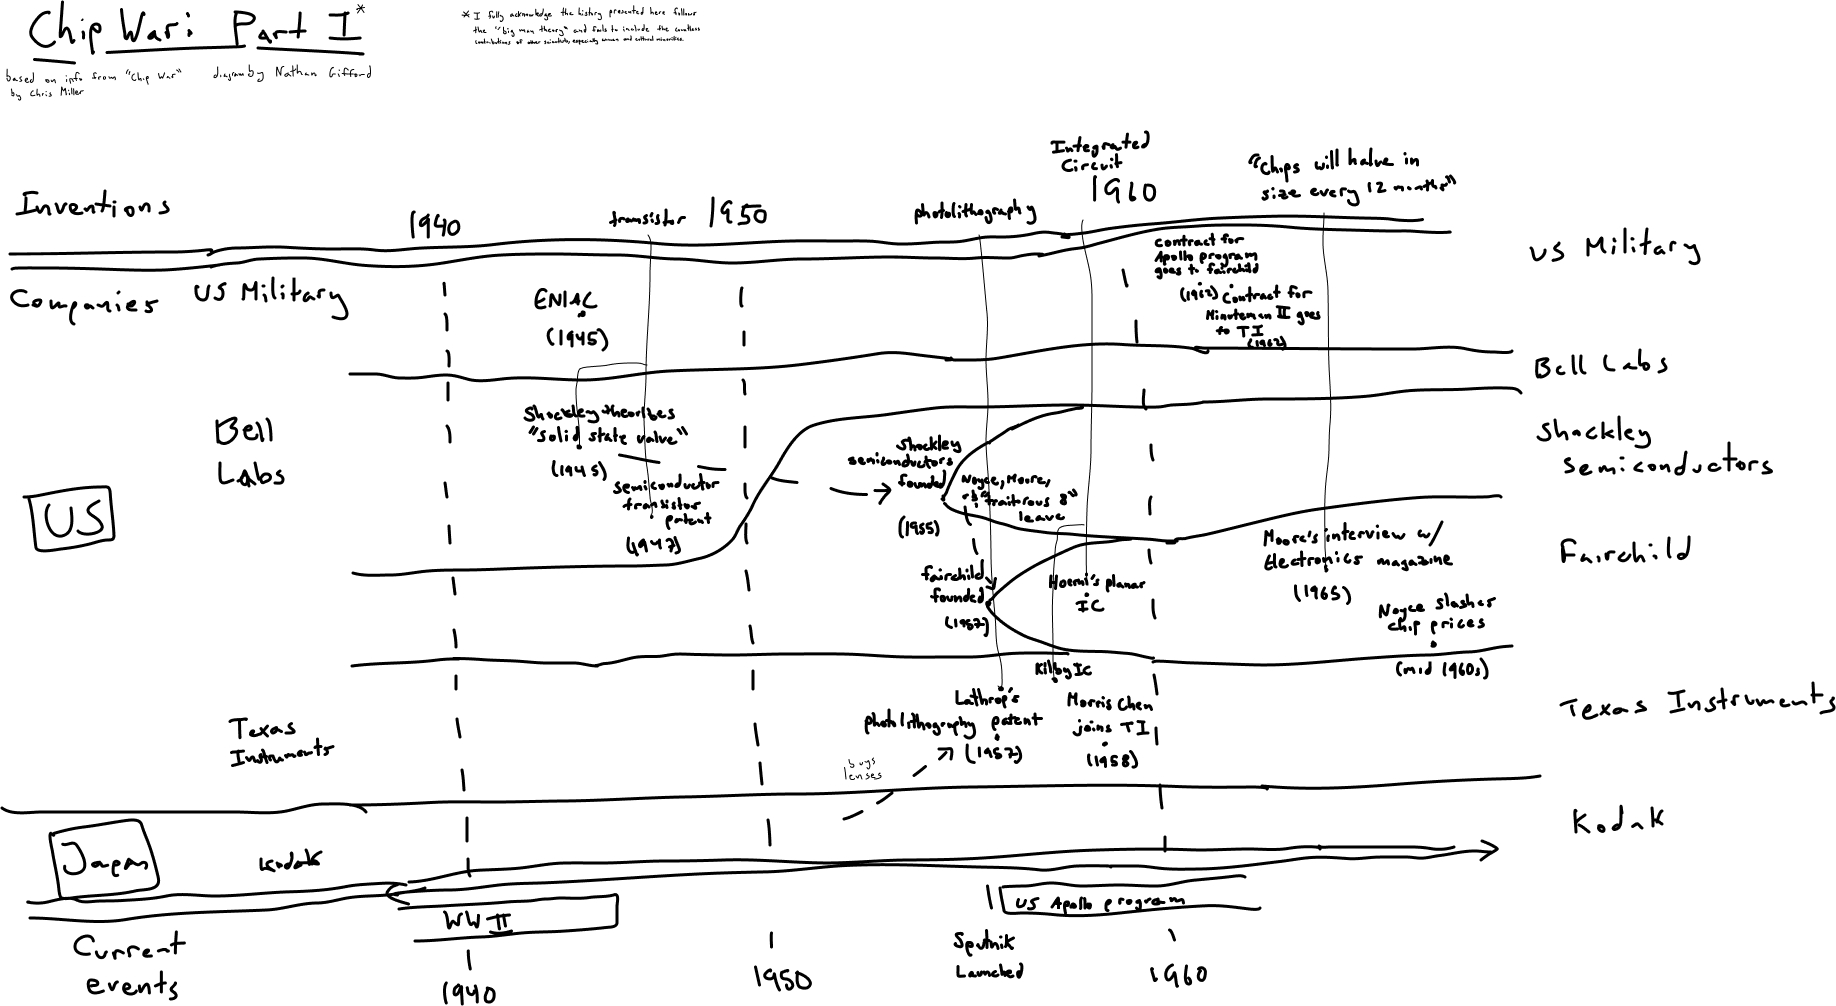 Chip War: Part I*
* I fully acknowledge the history presented here follows
the "big man theory" and fails to include the countless
contributions of other scientists, especially women and cultural minorities.
based on info from "Chip War"
by Chris Miller
diagram by Nathan Gifford
Integrated
Circuit
"Chips will halve in
size every 12 months"
Inventions
1940
transistor
1950
photolithography
1960
Companies
US Military
ENIAC
(1945)
contract for
Apollo program
goes to fairchild
(1962)
Contract for
Minuteman II goes
to TI
(1962)
US Military
Bell Labs
Bell
Labs
Shockley theorizes
"solid state valve"
(1945)
semiconductor
transistor
patent
(1947)
Shockley
semiconductors
founded
(1955)
Noyce, Moore,
"traitorous 8"
leave
Shockley
semiconductors
US
fairchild
founded
(1957)
Hoerni's planar
IC
Moore's interview w/
Electronics magazine
(1965)
Noyce slashes
chip prices
(mid 1960s)
Fairchild
Texas
Instruments
Kilby IC
Lathrop's
photolithography patent
(1957)
Morris Chen
joins TI
(1958)
Texas Instruments
buys
lenses
Japan
Kodak
Kodak
WW II
US Apollo program
Current
events
Sputnik
Launched
1940
1950
1960